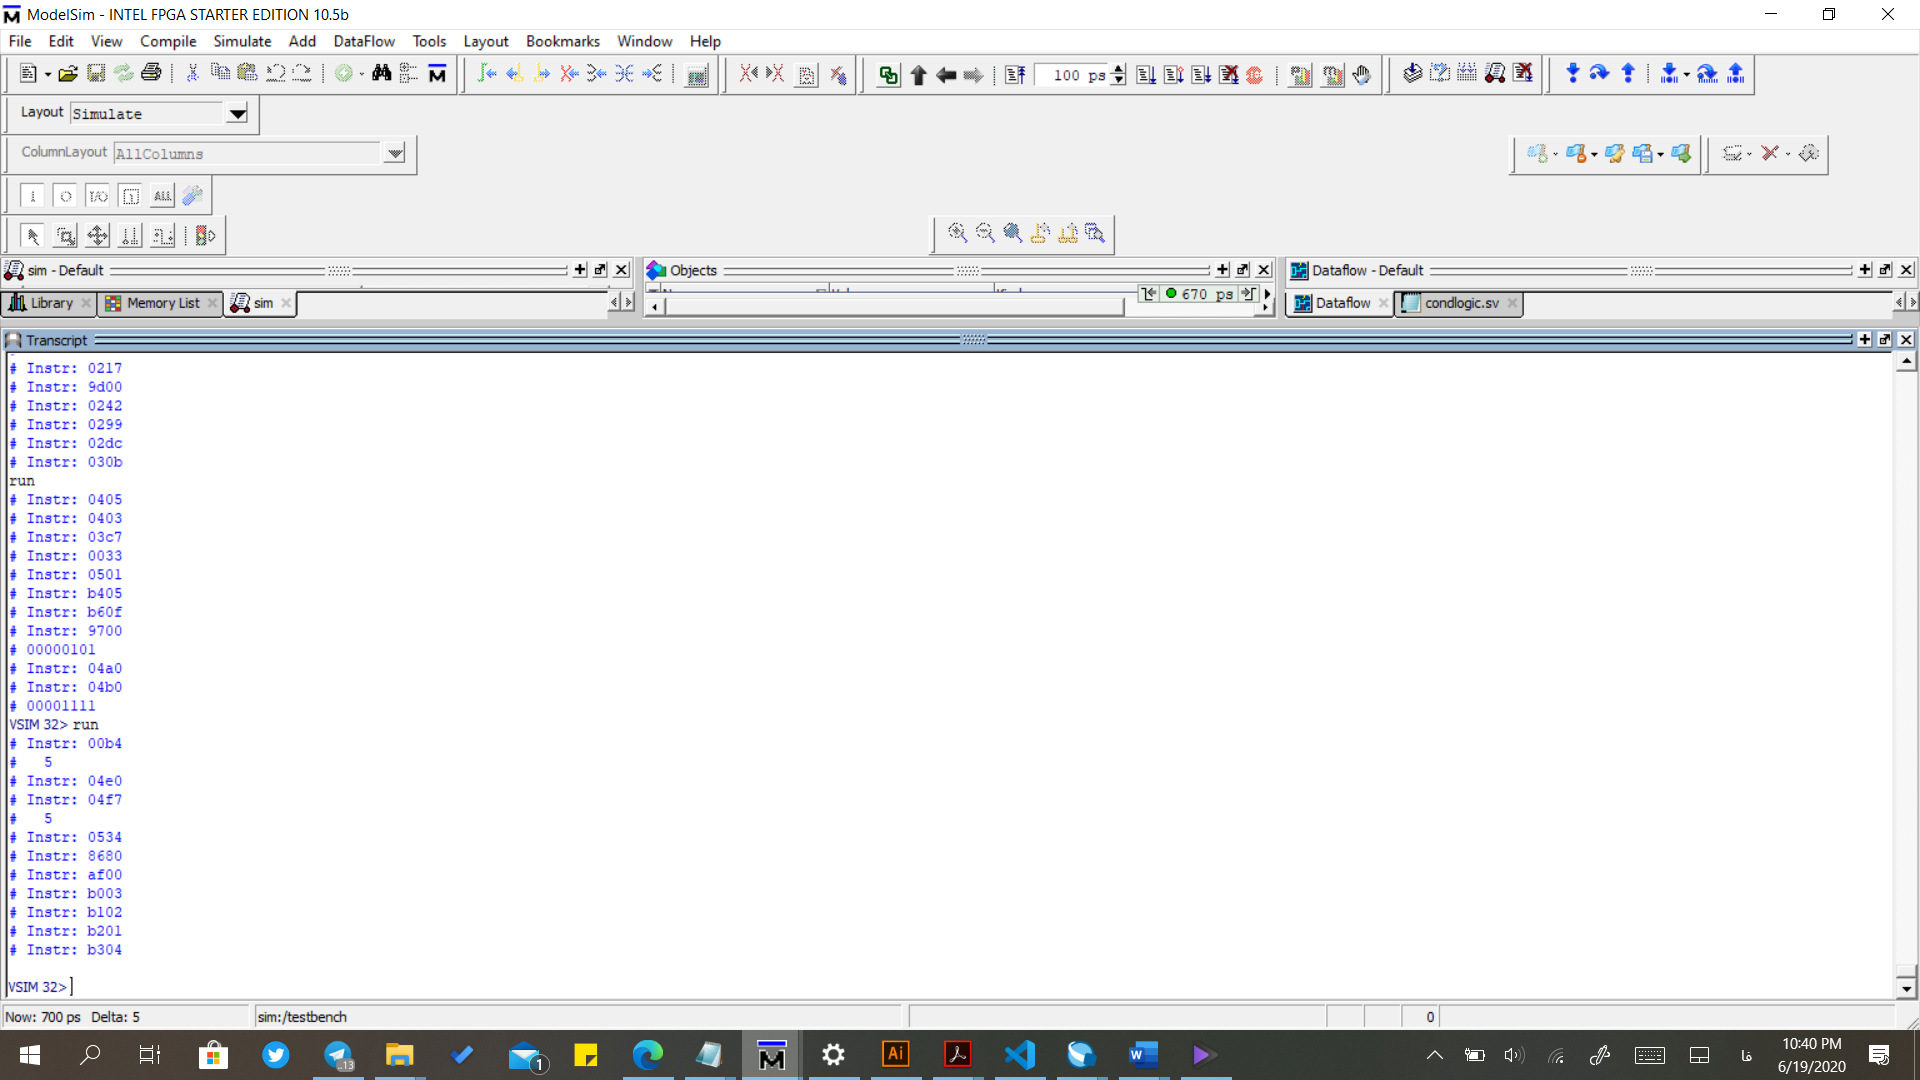 ModelSim - INTEL FPGA STARTER EDITION 10.5b
File Edit View Compile Simulate Add DataFlow Tools Layout Bookmarks Window Help
100 ps
Layout Simulate
ColumnLayout AllColumns
I/O ALL
sim - Default
Objects
Dataflow - Default
Library Memory List sim
670 ps
Dataflow condlogic.sv
Transcript
# Instr: 0217
# Instr: 9d00
# Instr: 0242
# Instr: 0299
# Instr: 02dc
# Instr: 030b
run
# Instr: 0405
# Instr: 0403
# Instr: 03c7
# Instr: 0033
# Instr: 0501
# Instr: b405
# Instr: b60f
# Instr: 9700
# 00000101
# Instr: 04a0
# Instr: 04b0
# 00001111
VSIM 32> run
# Instr: 00b4
# 5
# Instr: 04e0
# Instr: 04f7
# 5
# Instr: 0534
# Instr: 8680
# Instr: af00
# Instr: b003
# Instr: b102
# Instr: b201
# Instr: b304
VSIM 32>
Now: 700 ps Delta: 5
sim:/testbench
0
13
1
Ai
W
فا
10:40 PM
6/19/2020